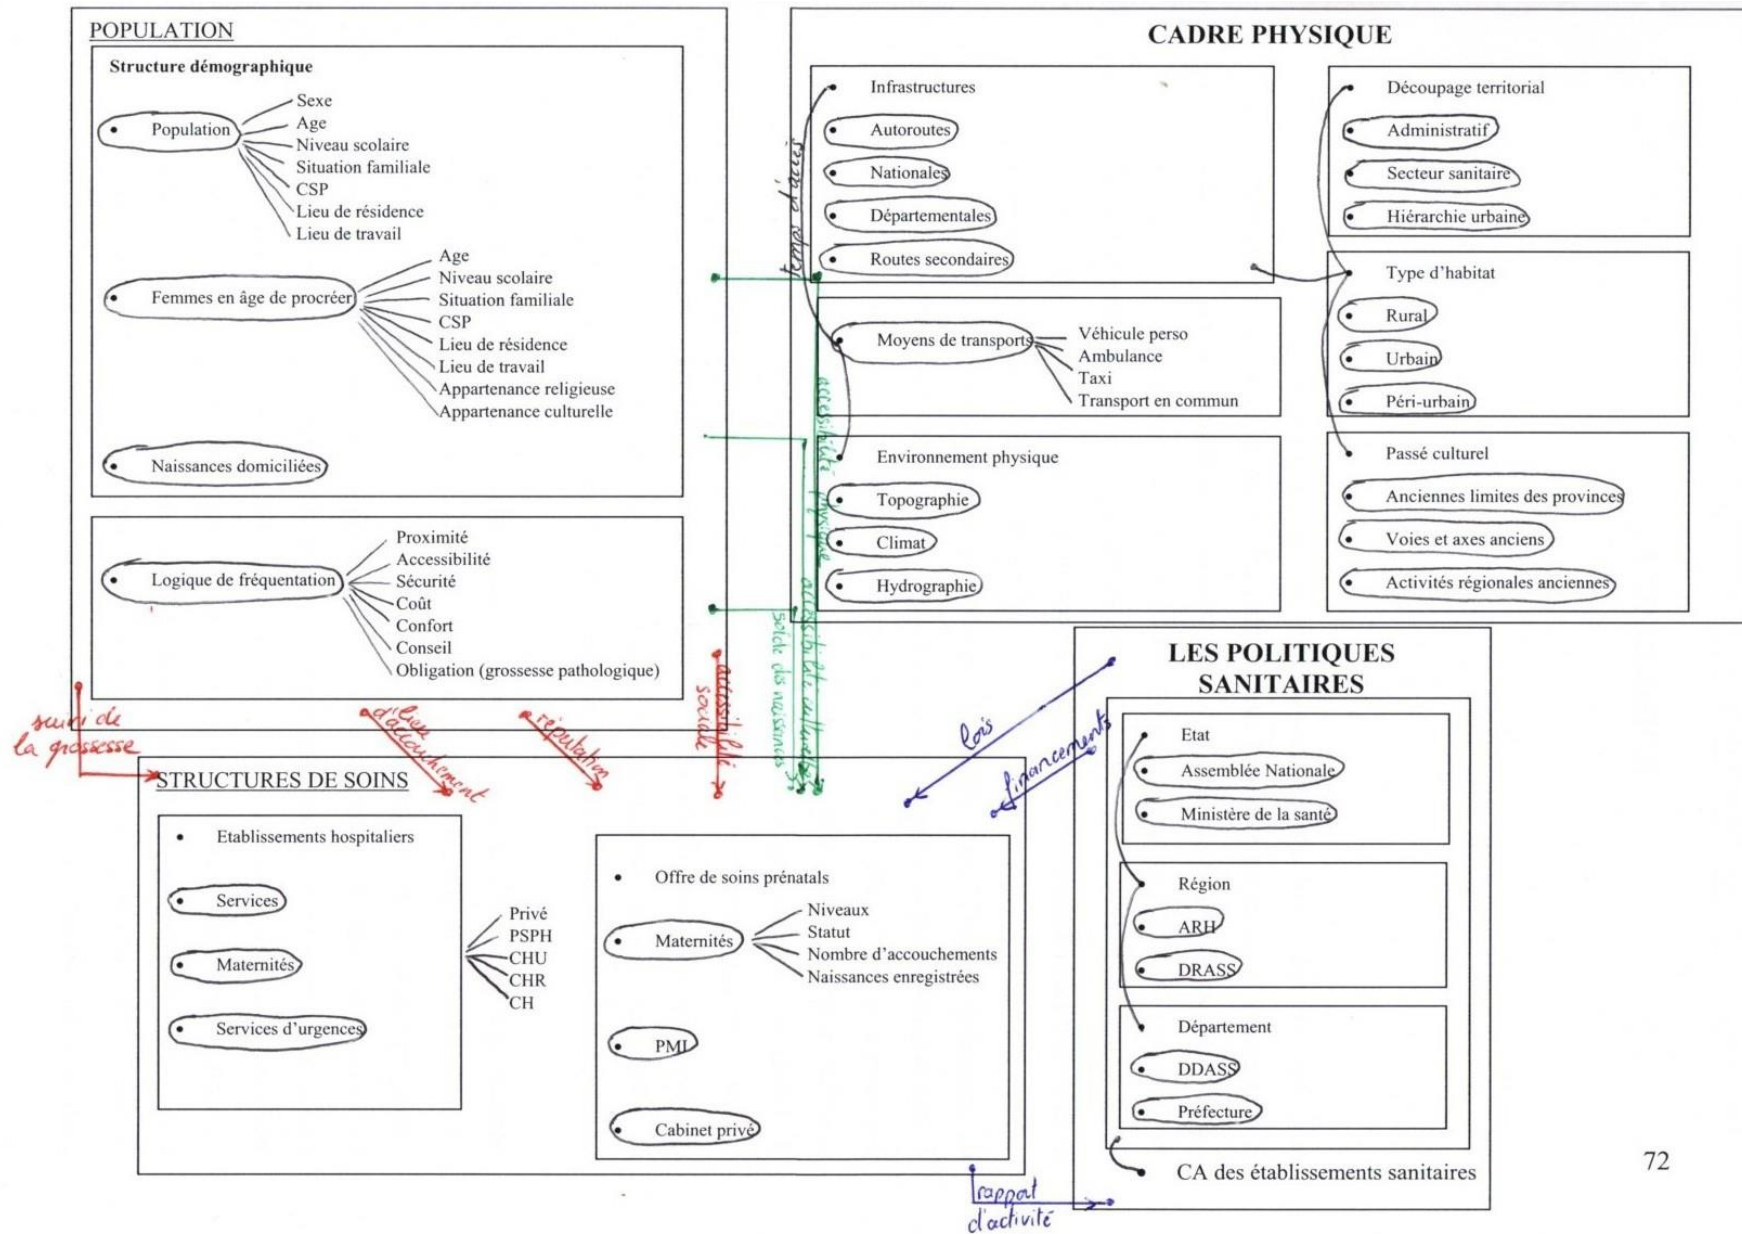 POPULATION
Structure démographique
Population
Sexe
Age
Niveau scolaire
Situation familiale
CSP
Lieu de résidence
Lieu de travail
Femmes en âge de procréer
Age
Niveau scolaire
Situation familiale
CSP
Lieu de résidence
Lieu de travail
Appartenance religieuse
Appartenance culturelle
Naissances domiciliées
Logique de fréquentation
Proximité
Accessibilité
Sécurité
Coût
Confort
Conseil
Obligation (grossesse pathologique)
CADRE PHYSIQUE
Infrastructures
Autoroutes
Nationales
Départementales
Routes secondaires
Moyens de transports
Véhicule perso
Ambulance
Taxi
Transport en commun
Environnement physique
Topographie
Climat
Hydrographie
Découpage territorial
Administratif
Secteur sanitaire
Hiérarchie urbaine
Type d'habitat
Rural
Urbain
Péri-urbain
Passé culturel
Anciennes limites des provinces
Voies et axes anciens
Activités régionales anciennes
temps
accessibilité physique
accessibilité culturelle
solde des naissances
suivi de
la grossesse
lieu
d'accouchement
réputation
accessibilité
sociale
lois
financements
STRUCTURES DE SOINS
Etablissements hospitaliers
Services
Maternités
Services d'urgences
Privé
PSPH
CHU
CHR
CH
Offre de soins prénatals
Maternités
Niveaux
Statut
Nombre d'accouchements
Naissances enregistrées
PMI
Cabinet privé
rapport
d'activité
LES POLITIQUES
SANITAIRES
Etat
Assemblée Nationale
Ministère de la santé
Région
ARH
DRASS
Département
DDASS
Préfecture
CA des établissements sanitaires
72